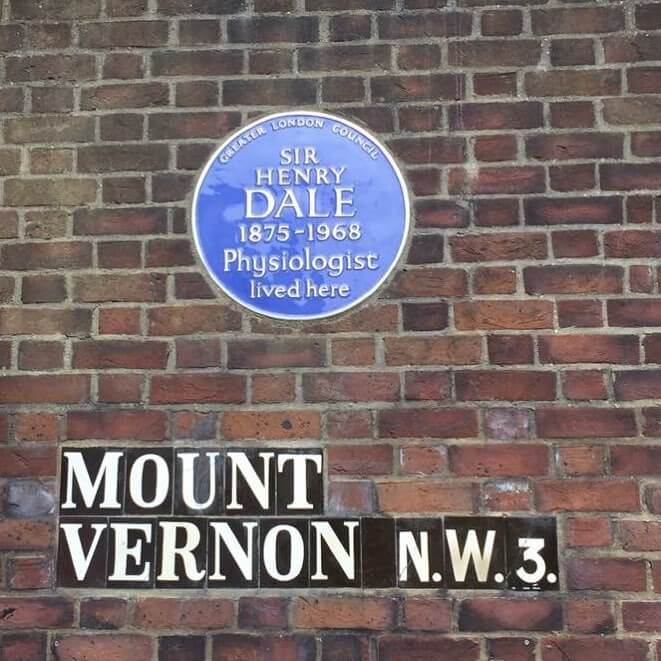 GREATER LONDON COUNCIL
SIR
HENRY
DALE
1875-1968
Physiologist
lived here
MOUNT
VERNON N.W.3.